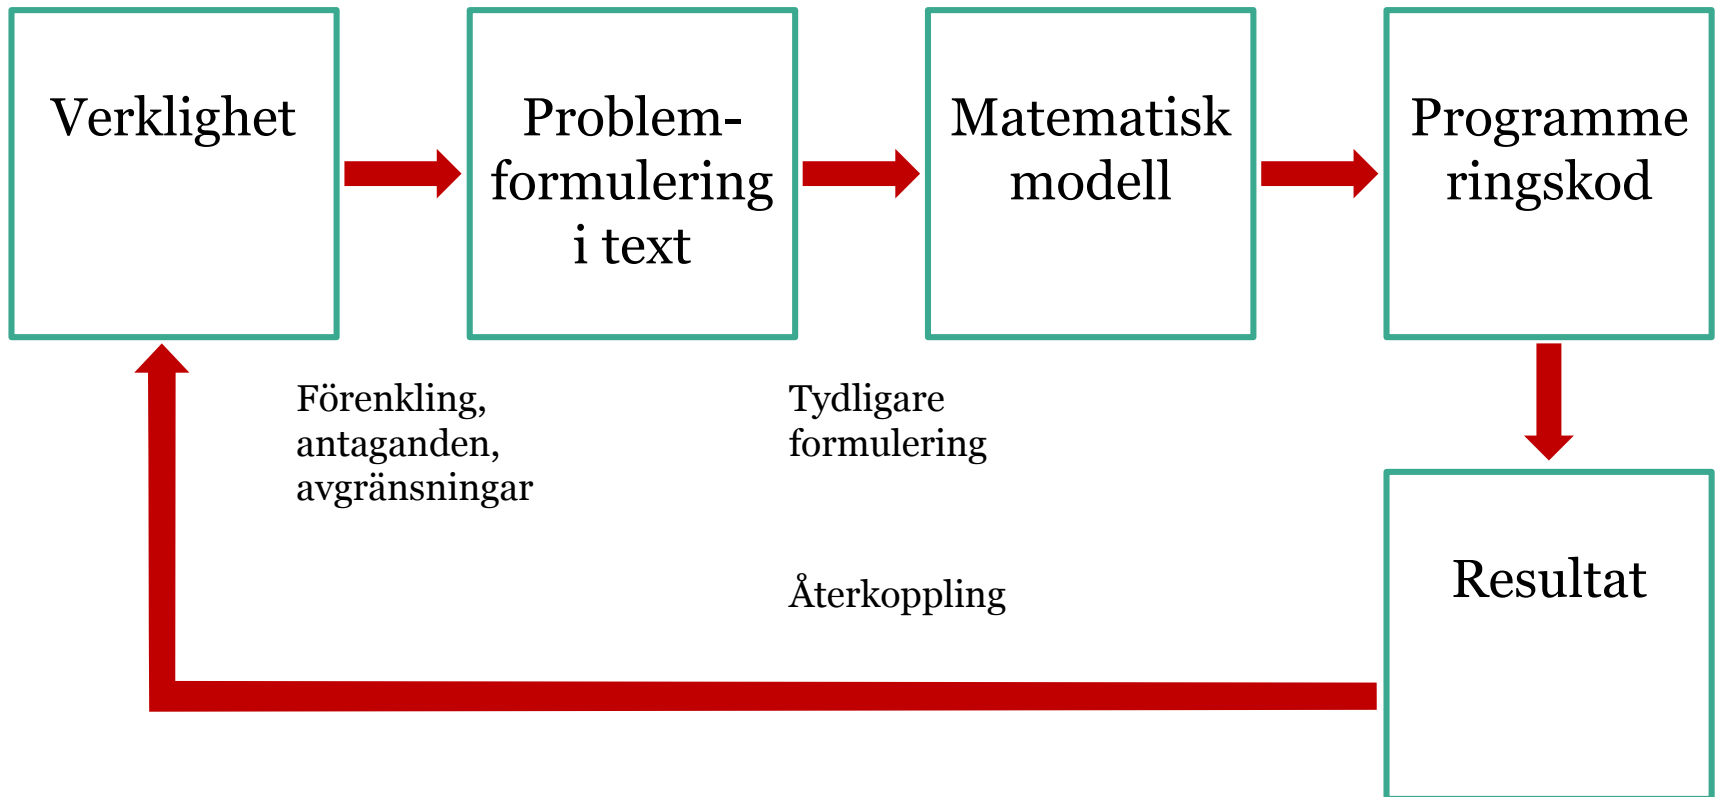 Verklighet
Problem-
formulering
i text
Matematisk
modell
Programme
ringskod
Förenkling,
antaganden,
avgränsningar
Tydligare
formulering
Återkoppling
Resultat